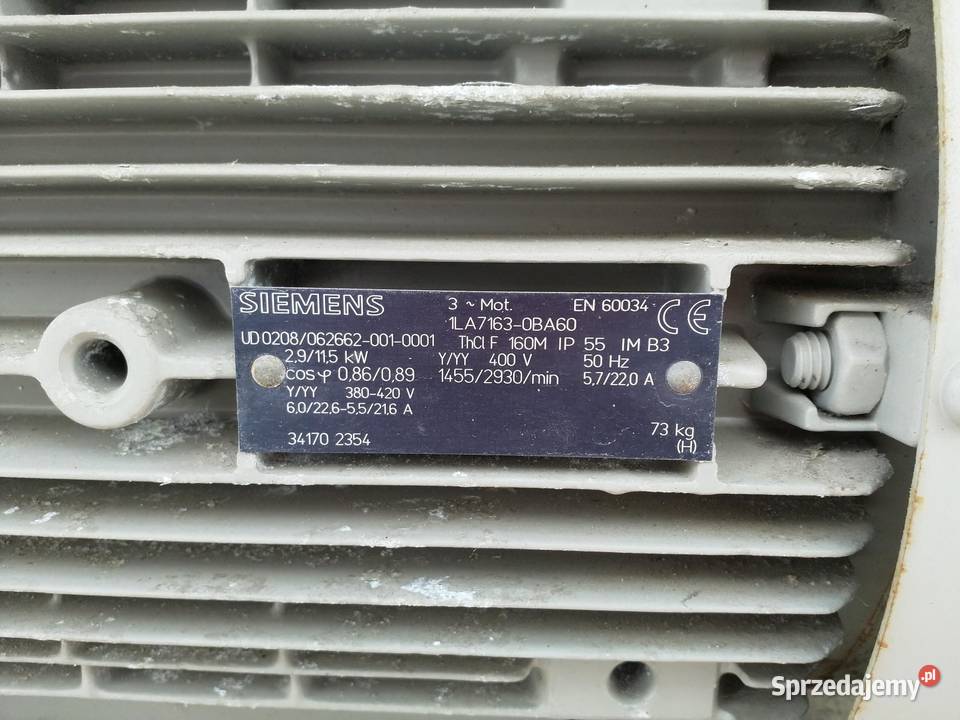 SIEMENS 3 ~ Mot. EN 60034 CE
1LA7163-0BA60
UD0208/062662-001-0001 ThCl F 160M IP 55 IM B3
2,9/11,5 kW Y/YY 400 V 50 Hz
cos φ 0,86/0,89 1455/2930/min 5,7/22,0 A
Y/YY 380-420 V
6,0/22,6-5,5/21,6 A
34170 2354 73 kg
(H)
Sprzedajemy.pl